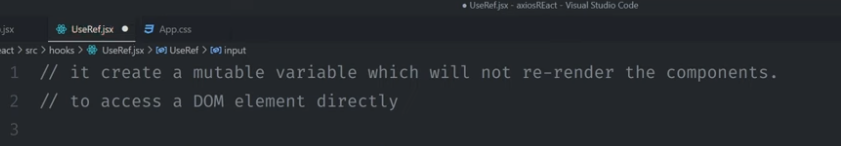 UseRef.jsx - axiosREact - Visual Studio Code
.jsx UseRef.jsx App.css
eact > src > hooks > UseRef.jsx > UseRef > input
1 // it create a mutable variable which will not re-render the components.
2 // to access a DOM element directly
3